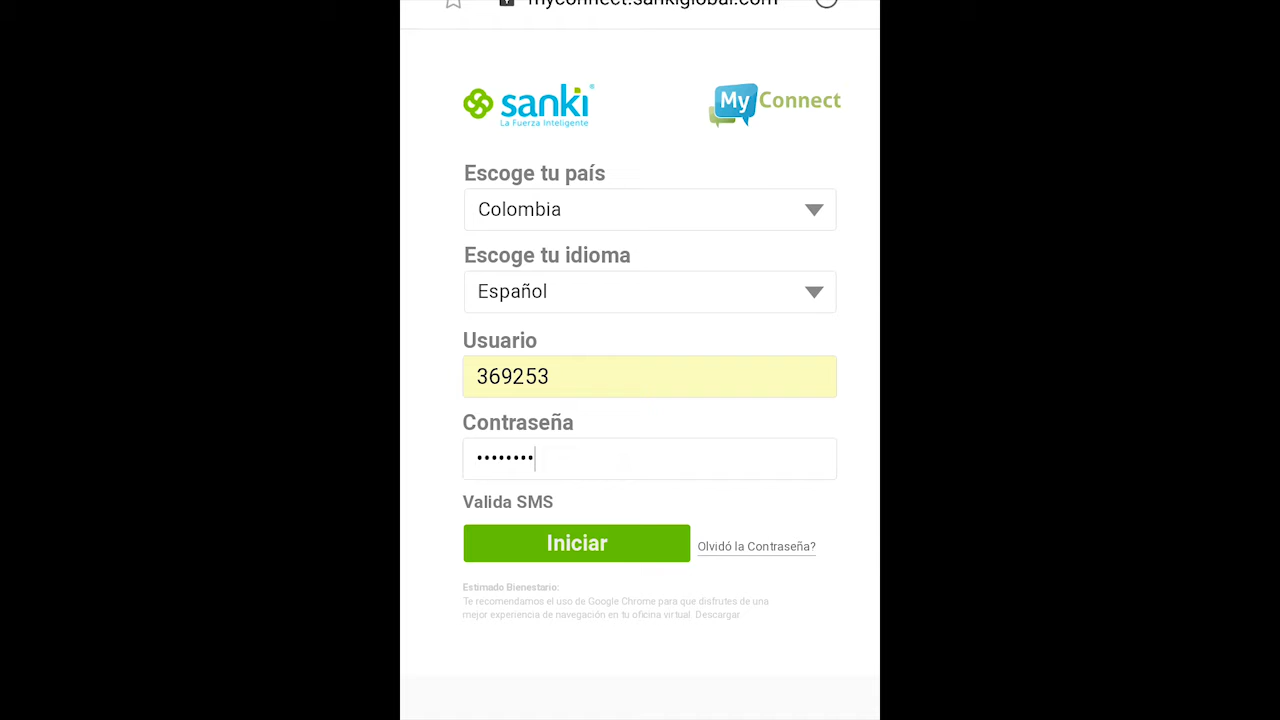 myconnect.sankiglobal.com
sanki®
La Fuerza Inteligente
My Connect
Escoge tu país
Colombia
Escoge tu idioma
Español
Usuario
369253
Contraseña
••••••••
Valida SMS
Iniciar
Olvidó la Contraseña?
Estimado Bienestario:
Te recomendamos el uso de Google Chrome para que disfrutes de una
mejor experiencia de navegación en tu oficina virtual. Descargar